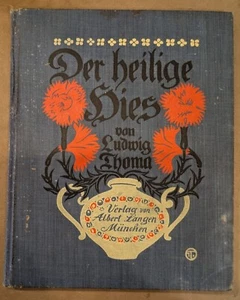 Der heilige
Hies
von
Ludwig
Thoma
Verlag von
Albert Langen
München